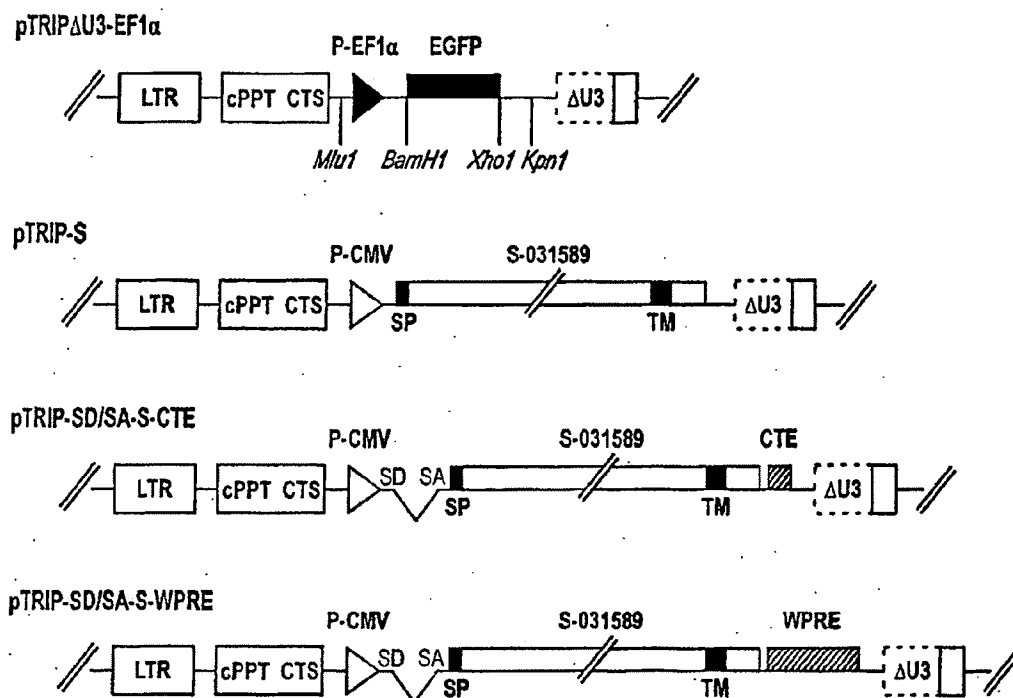 pTRIPΔU3-EF1α
P-EF1α EGFP
LTR cPPT CTS ΔU3
Mlu1 BamH1 Xho1 Kpn1
pTRIP-S
P-CMV S-031589
LTR cPPT CTS ΔU3
SP TM
pTRIP-SD/SA-S-CTE
P-CMV S-031589 CTE
SD SA
LTR cPPT CTS ΔU3
SP TM
pTRIP-SD/SA-S-WPRE
P-CMV S-031589 WPRE
SD SA
LTR cPPT CTS ΔU3
SP TM